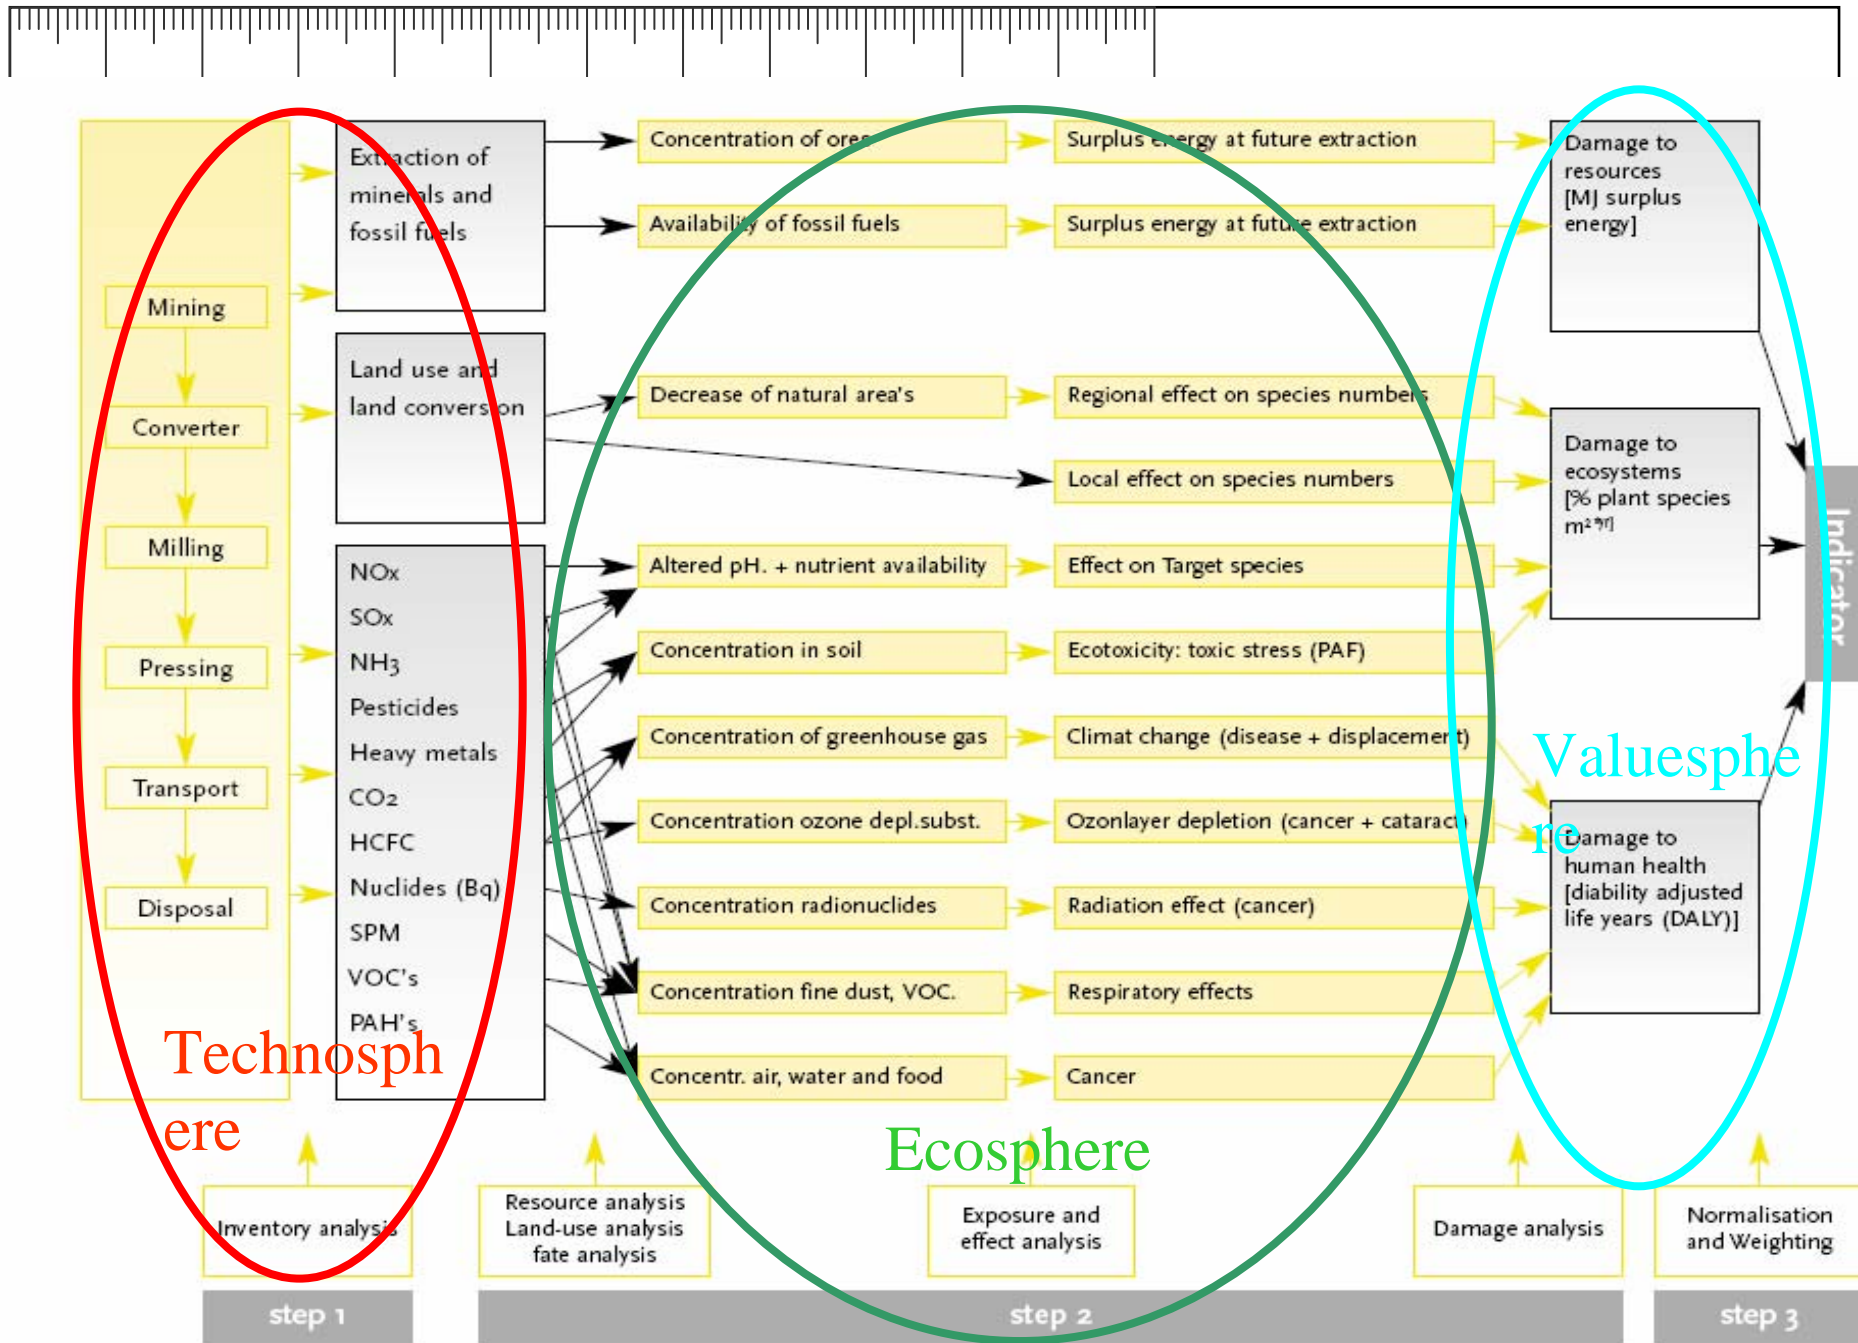 Mining
Converter
Milling
Pressing
Transport
Disposal
Extraction of
minerals and
fossil fuels
Land use and
land conversion
NOx
SOx
NH3
Pesticides
Heavy metals
CO2
HCFC
Nuclides (Bq)
SPM
VOC's
PAH's
Technosph
ere
Concentration of ores
Availability of fossil fuels
Decrease of natural area's
Altered pH. + nutrient availability
Concentration in soil
Concentration of greenhouse gas
Concentration ozone depl.subst.
Concentration radionuclides
Concentration fine dust, VOC.
Concentr. air, water and food
Surplus energy at future extraction
Surplus energy at future extraction
Regional effect on species numbers
Local effect on species numbers
Effect on Target species
Ecotoxicity: toxic stress (PAF)
Climat change (disease + displacement)
Ozonlayer depletion (cancer + cataract)
Radiation effect (cancer)
Respiratory effects
Cancer
Ecosphere
Damage to
resources
[MJ surplus
energy]
Damage to
ecosystems
[% plant species
m²*yr]
Valuesphe
re
Damage to
human health
[diability adjusted
life years (DALY)]
Indicator
Inventory analysis
Resource analysis
Land-use analysis
fate analysis
Exposure and
effect analysis
Damage analysis
Normalisation
and Weighting
step 1
step 2
step 3